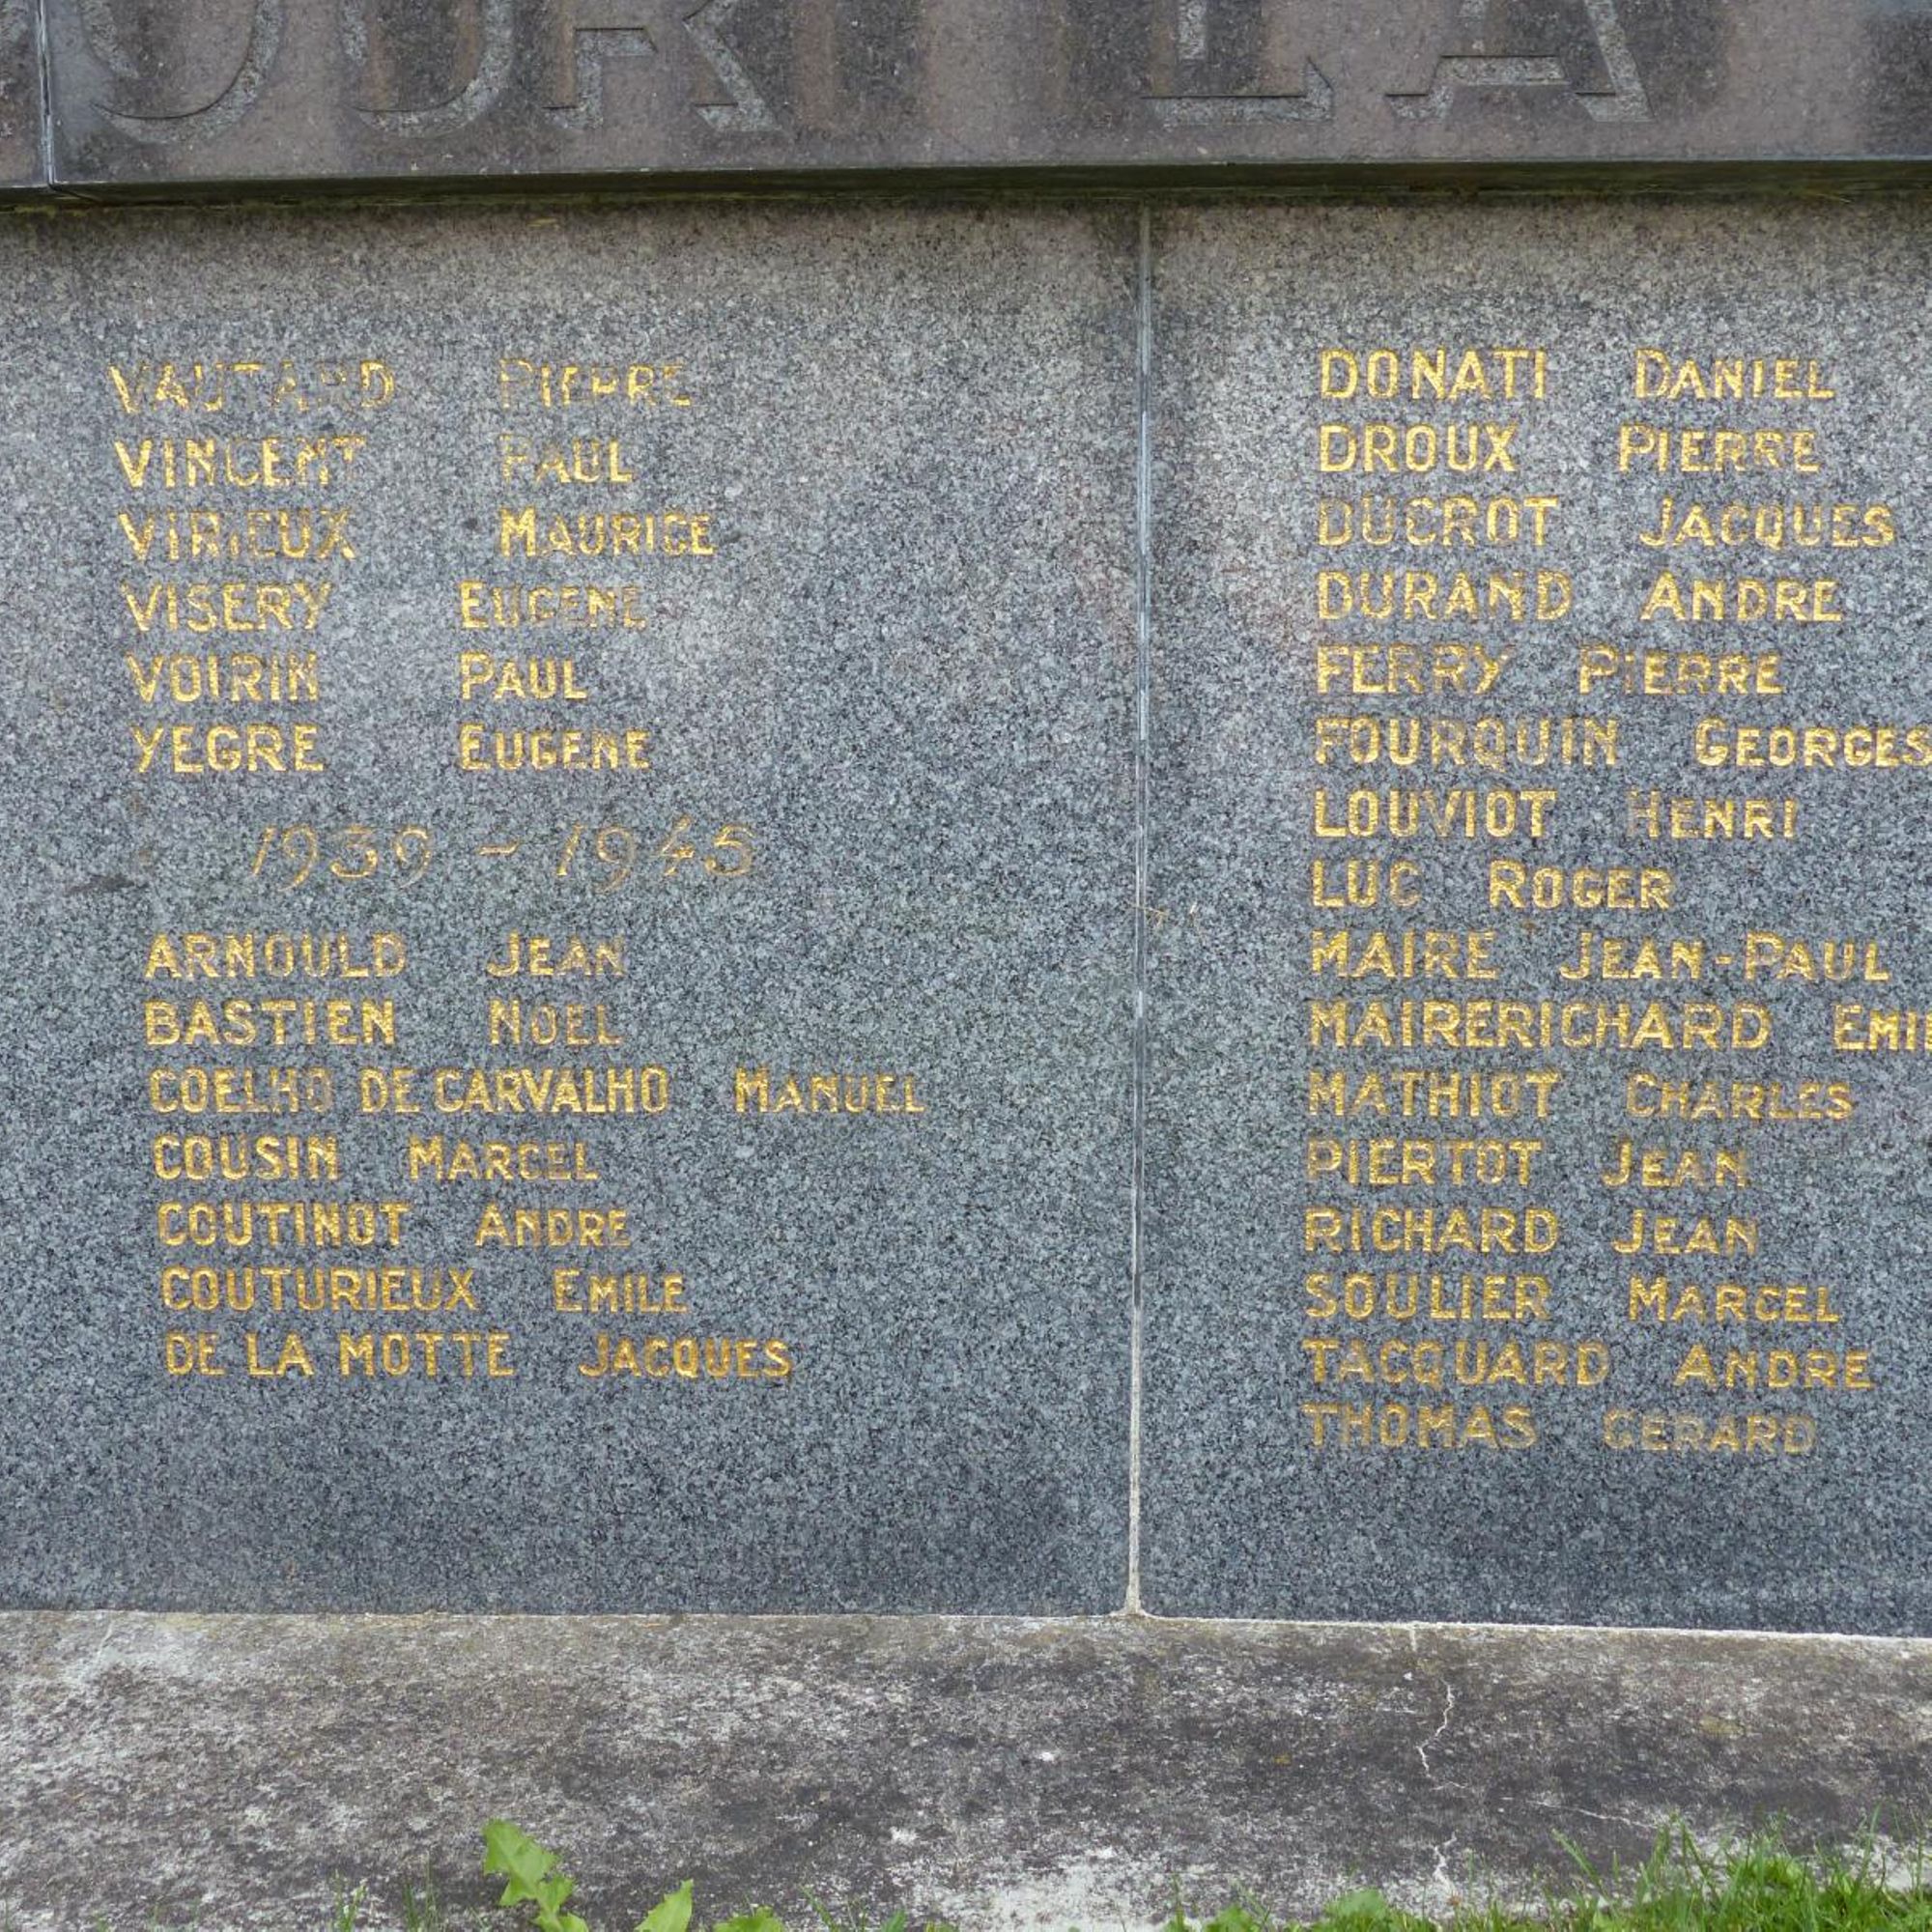 OUR LA
VAUTARD PIERRE
VINCENT PAUL
VIRIEUX MAURICE
VISERY EUGENE
VOIRIN PAUL
YEGRE EUGENE
1939 - 1945
ARNOULD JEAN
BASTIEN NOEL
COELHO DE CARVALHO MANUEL
COUSIN MARCEL
COUTINOT ANDRE
COUTURIEUX EMILE
DE LA MOTTE JACQUES
DONATI DANIEL
DROUX PIERRE
DUCROT JACQUES
DURAND ANDRE
FERRY PIERRE
FOURQUIN GEORGES
LOUVIOT HENRI
LUC ROGER
MAIRE JEAN-PAUL
MAIRERICHARD EMI
MATHIOT CHARLES
PIERTOT JEAN
RICHARD JEAN
SOULIER MARCEL
TACQUARD ANDRE
THOMAS GERARD